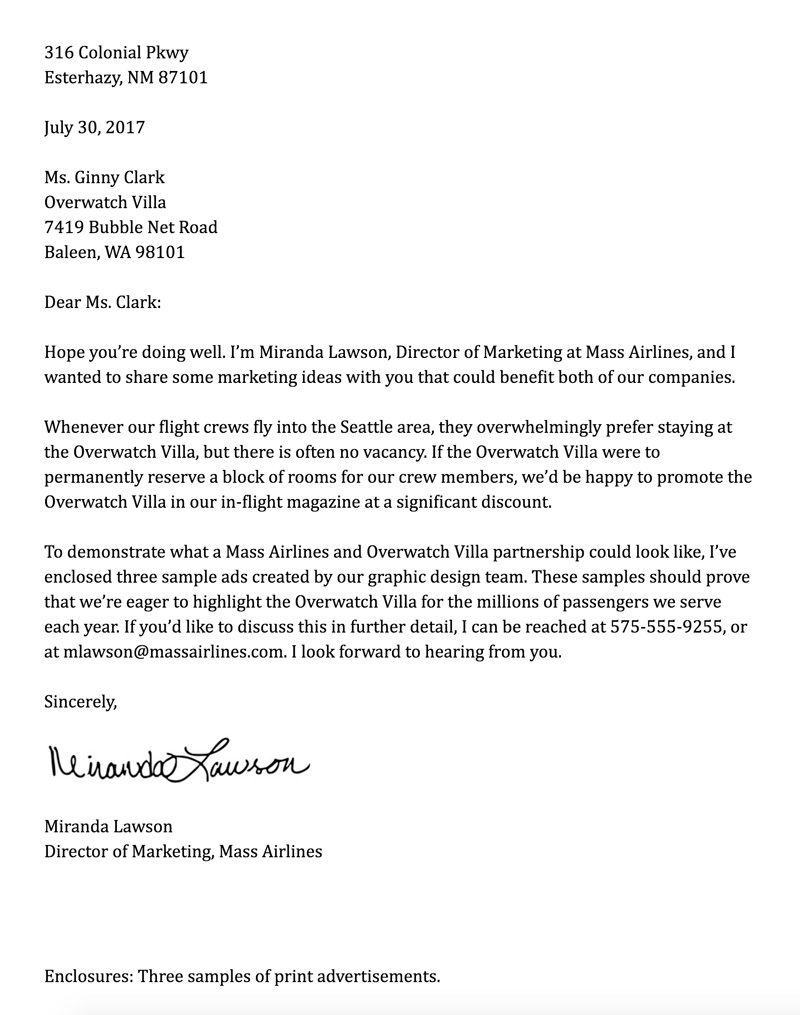 316 Colonial Pkwy
Esterhazy, NM 87101
July 30, 2017
Ms. Ginny Clark
Overwatch Villa
7419 Bubble Net Road
Baleen, WA 98101
Dear Ms. Clark:
Hope you’re doing well. I’m Miranda Lawson, Director of Marketing at Mass Airlines, and I
wanted to share some marketing ideas with you that could benefit both of our companies.
Whenever our flight crews fly into the Seattle area, they overwhelmingly prefer staying at
the Overwatch Villa, but there is often no vacancy. If the Overwatch Villa were to
permanently reserve a block of rooms for our crew members, we’d be happy to promote the
Overwatch Villa in our in-flight magazine at a significant discount.
To demonstrate what a Mass Airlines and Overwatch Villa partnership could look like, I’ve
enclosed three sample ads created by our graphic design team. These samples should prove
that we’re eager to highlight the Overwatch Villa for the millions of passengers we serve
each year. If you’d like to discuss this in further detail, I can be reached at 575-555-9255, or
at mlawson@massairlines.com. I look forward to hearing from you.
Sincerely,
Miranda Lawson
Miranda Lawson
Director of Marketing, Mass Airlines
Enclosures: Three samples of print advertisements.